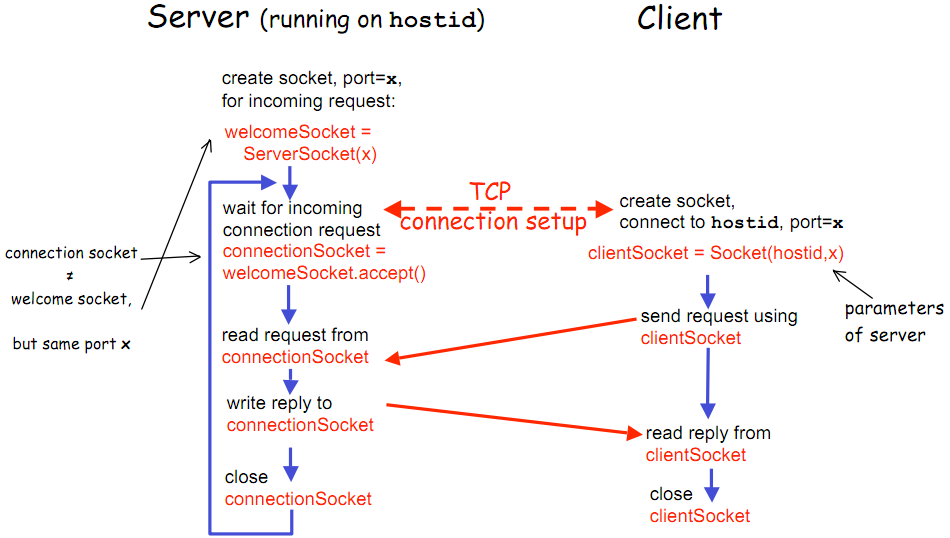 Server (running on hostid)
Client
create socket, port=x,
for incoming request:
welcomeSocket =
ServerSocket(x)
TCP
connection setup
wait for incoming
connection request
connectionSocket =
welcomeSocket.accept()
create socket,
connect to hostid, port=x
clientSocket = Socket(hostid,x)
connection socket
≠
welcome socket,
but same port x
parameters
of server
send request using
clientSocket
read request from
connectionSocket
write reply to
connectionSocket
read reply from
clientSocket
close
connectionSocket
close
clientSocket